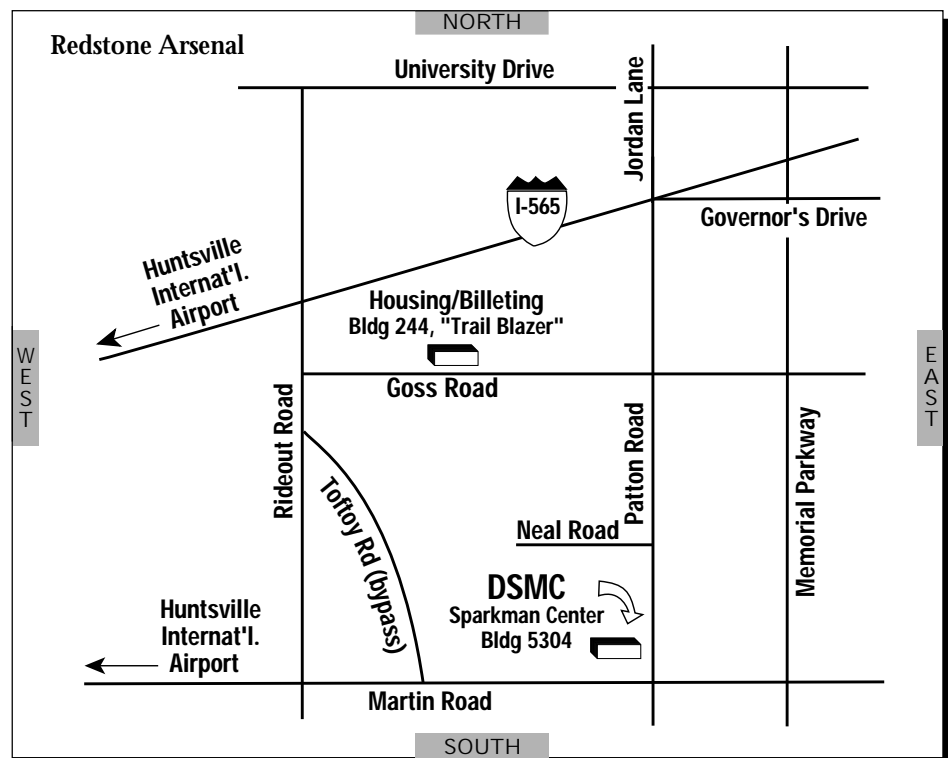 NORTH
Redstone Arsenal
University Drive
Jordan Lane
I-565
Governor's Drive
Huntsville
Internat'l.
Airport
Housing/Billeting
Bldg 244, "Trail Blazer"
WEST
EAST
Goss Road
Rideout Road
Toftoy Rd (bypass)
Patton Road
Memorial Parkway
Neal Road
DSMC
Sparkman Center
Bldg 5304
Huntsville
Internat'l.
Airport
Martin Road
SOUTH